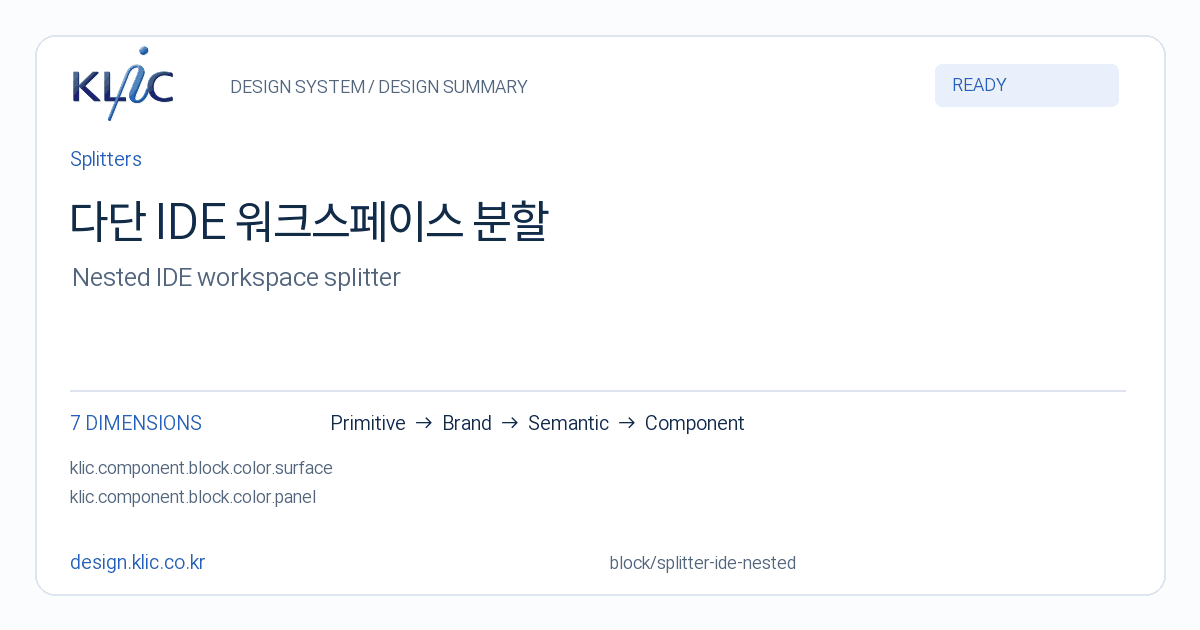 KLIC
DESIGN SYSTEM / DESIGN SUMMARY
READY
Splitters
다단 IDE 워크스페이스 분할
Nested IDE workspace splitter
7 DIMENSIONS
Primitive → Brand → Semantic → Component
klic.component.block.color.surface
klic.component.block.color.panel
design.klic.co.kr
block/splitter-ide-nested